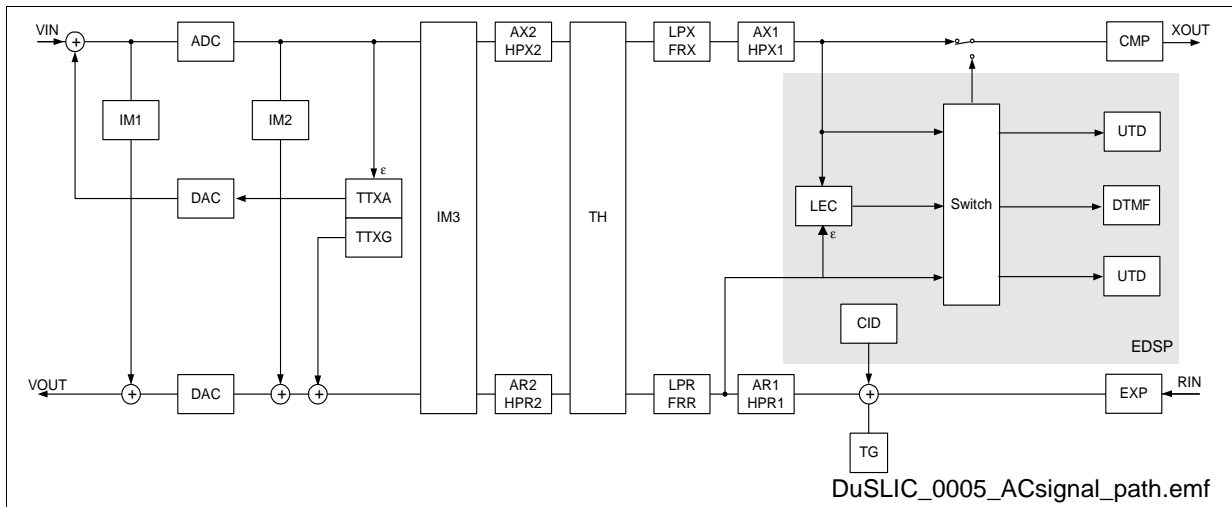 VIN
ADC
AX2
HPX2
LPX
FRX
AX1
HPX1
CMP
XOUT
IM1
IM2
UTD
ε
DAC
TTXA
TTXG
IM3
TH
LEC
ε
Switch
DTMF
UTD
CID
EDSP
VOUT
DAC
AR2
HPR2
LPR
FRR
AR1
HPR1
EXP
RIN
TG
DuSLIC_0005_ACsignal_path.emf